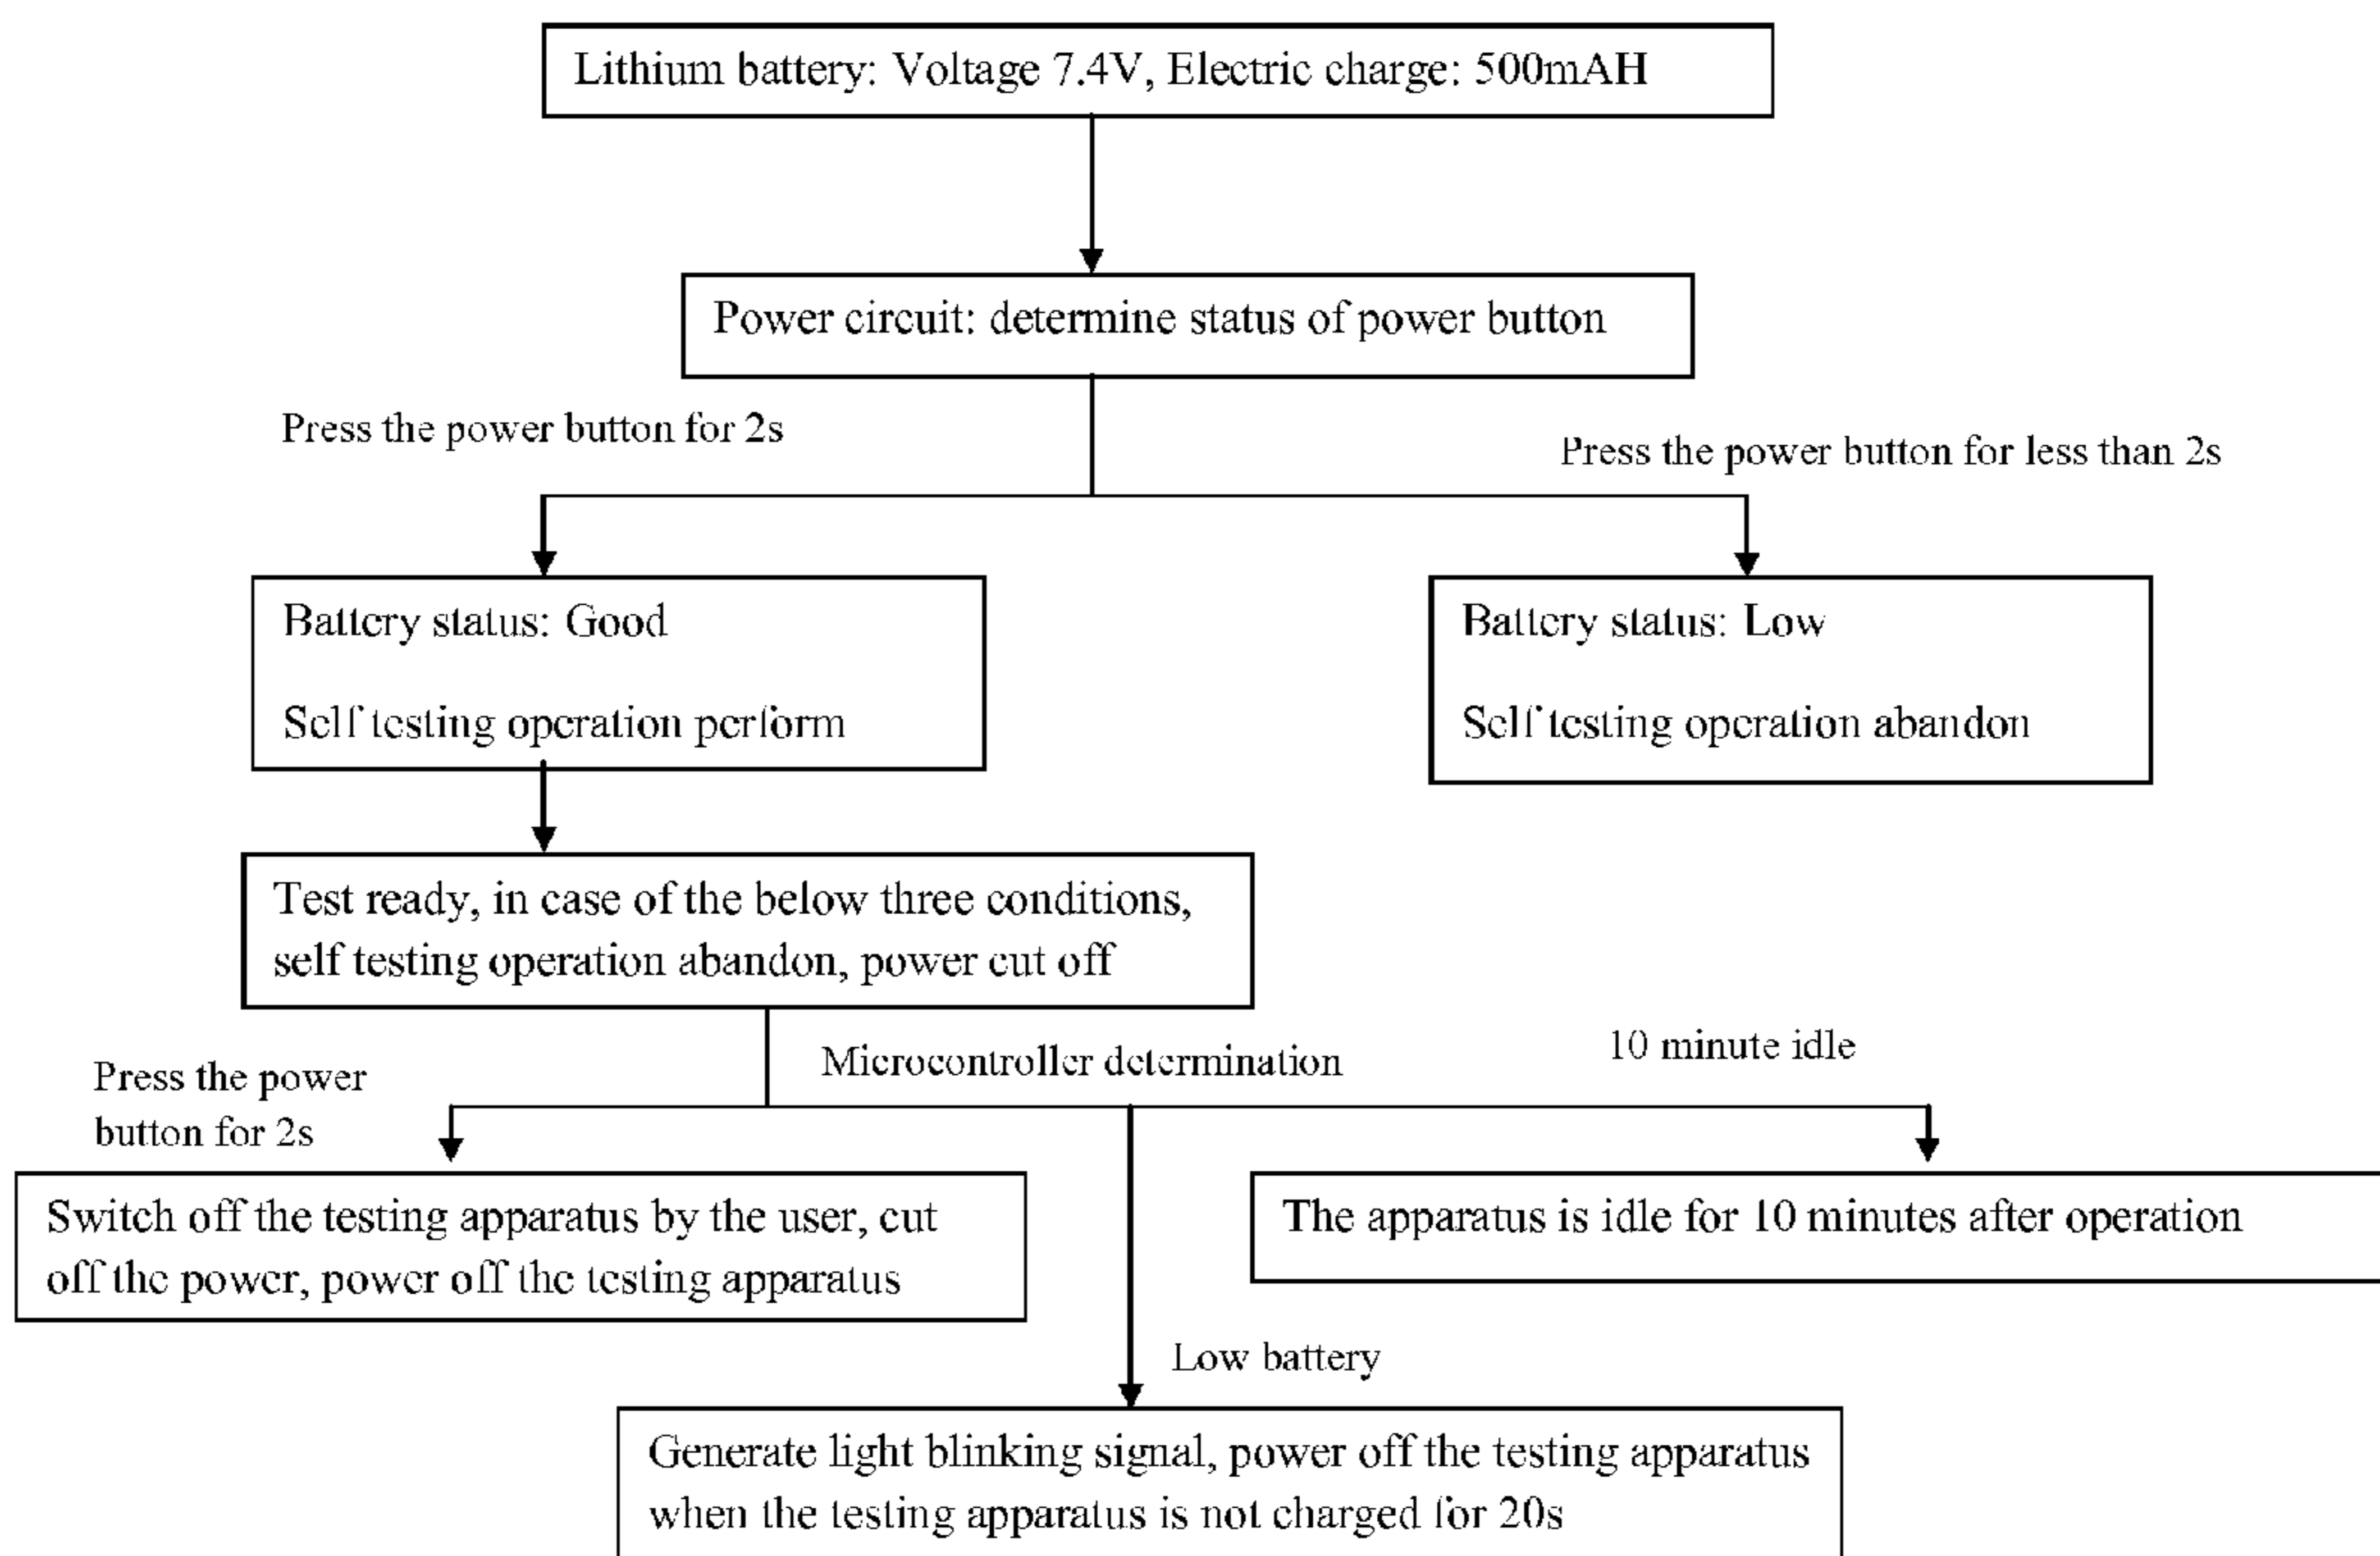 Lithium battery: Voltage 7.4V, Electric charge: 500mAH
Power circuit: determine status of power button
Press the power button for 2s
Press the power button for less than 2s
Battery status: Good
Self testing operation perform
Battery status: Low
Self testing operation abandon
Test ready, in case of the below three conditions,
self testing operation abandon, power cut off
Microcontroller determination
10 minute idle
Press the power
button for 2s
Switch off the testing apparatus by the user, cut
off the power, power off the testing apparatus
The apparatus is idle for 10 minutes after operation
Low battery
Generate light blinking signal, power off the testing apparatus
when the testing apparatus is not charged for 20s